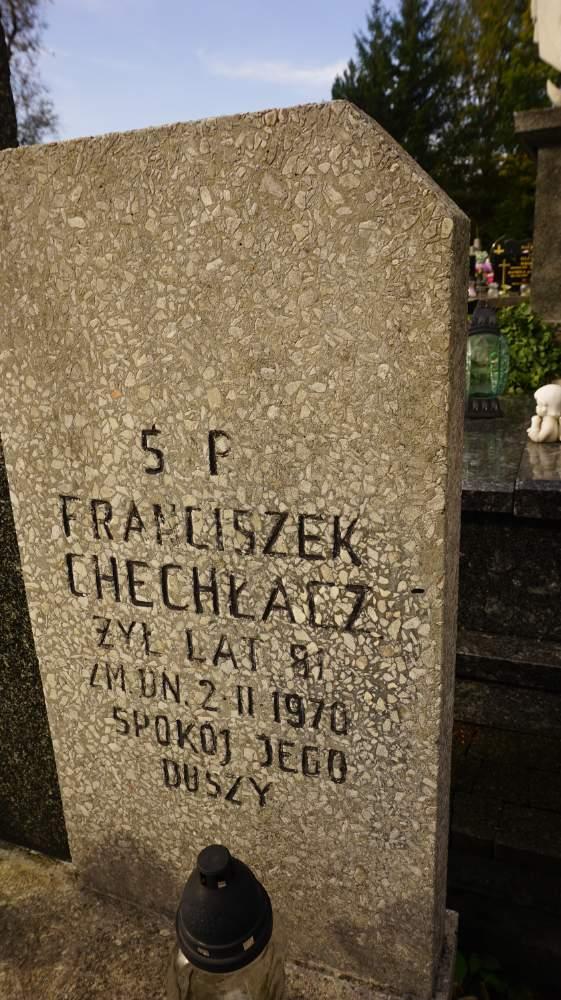 Ś P
FRANCISZEK
CHECHŁACZ
ŻYŁ LAT 81
ZM. DN. 2·II 1970
SPOKÓJ JEGO
DUSZY